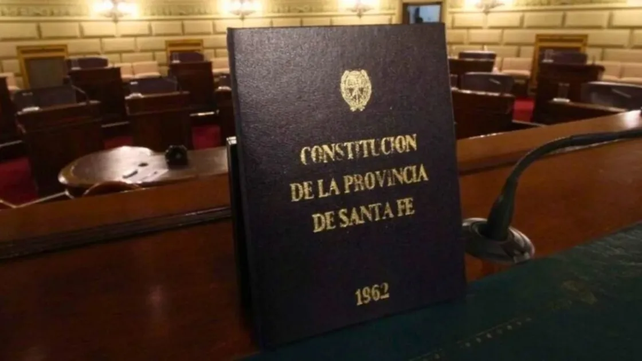 CONSTITUCION
DE LA PROVINCIA
DE SANTA FE
1962